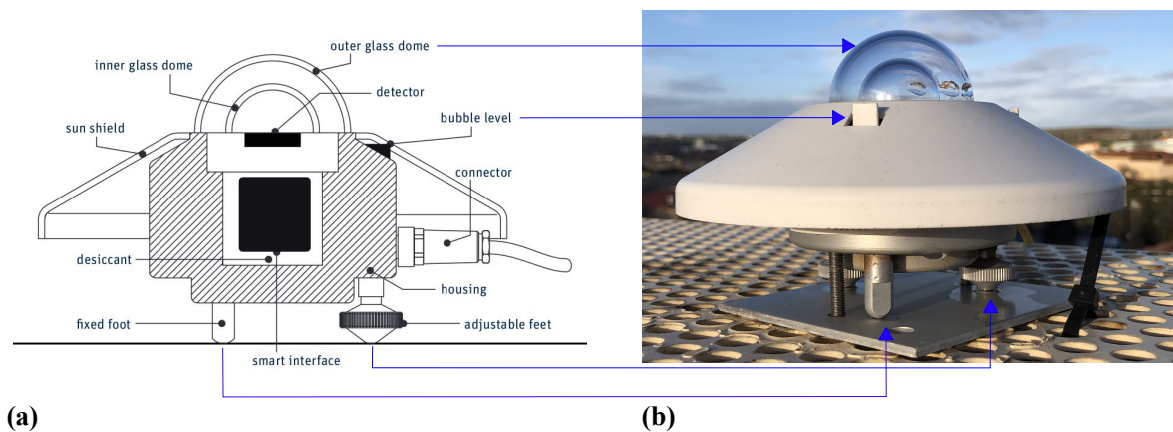 outer glass dome
inner glass dome
detector
sun shield
bubble level
connector
desiccant
housing
fixed foot
adjustable feet
smart interface
(a)
(b)